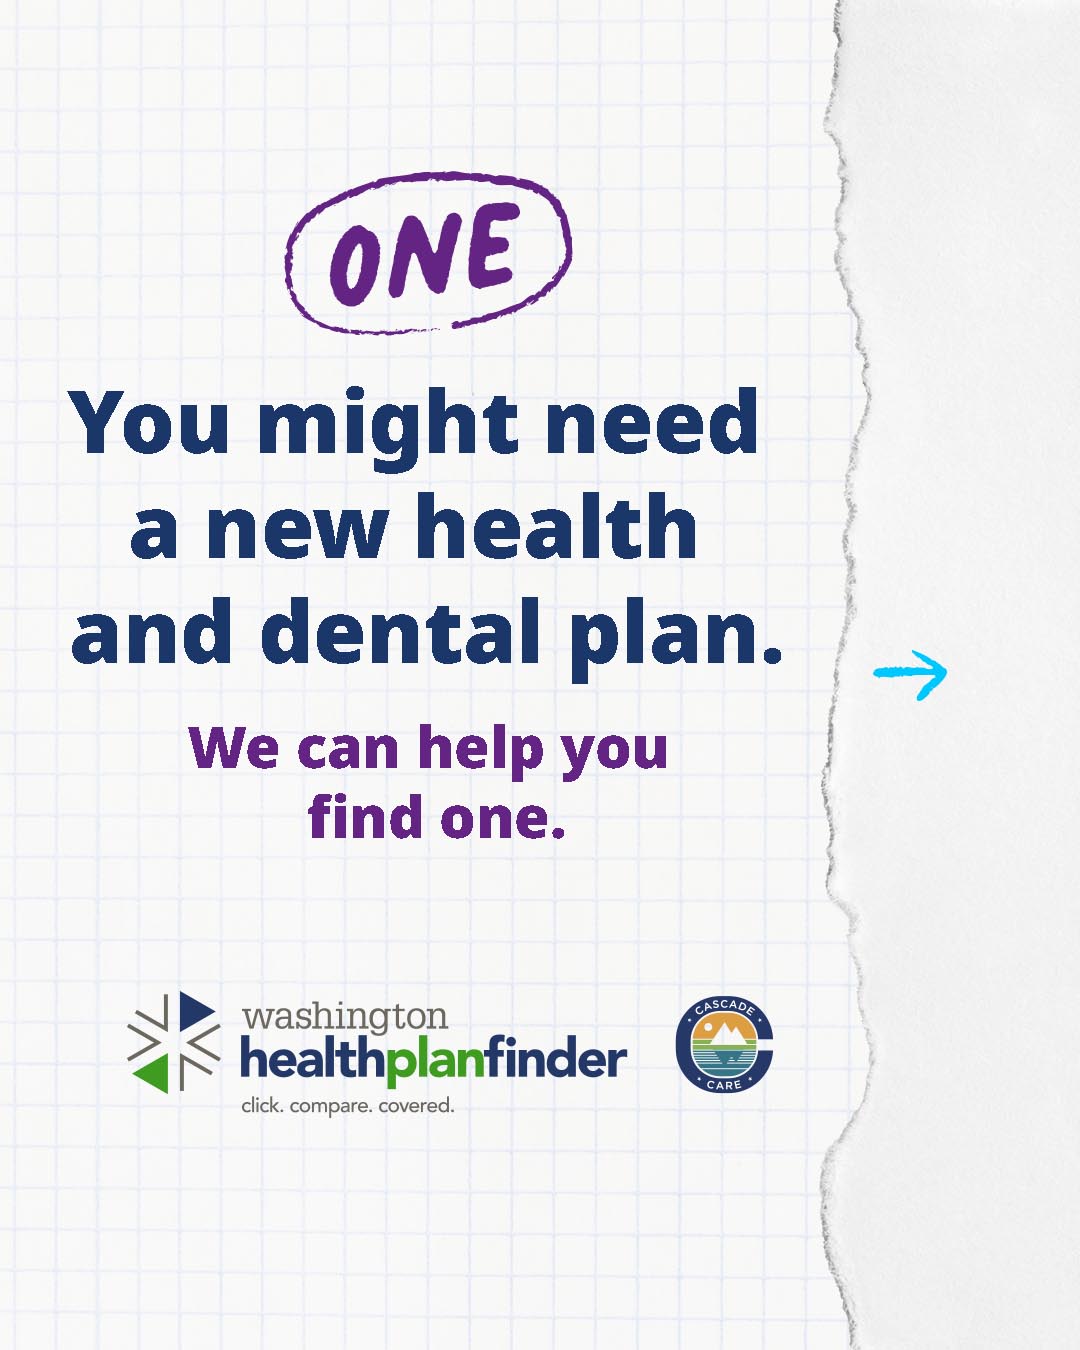 ONE
You might need
a new health
and dental plan.
We can help you
find one.
washington
healthplanfinder
click. compare. covered.
CASCADE
CARE